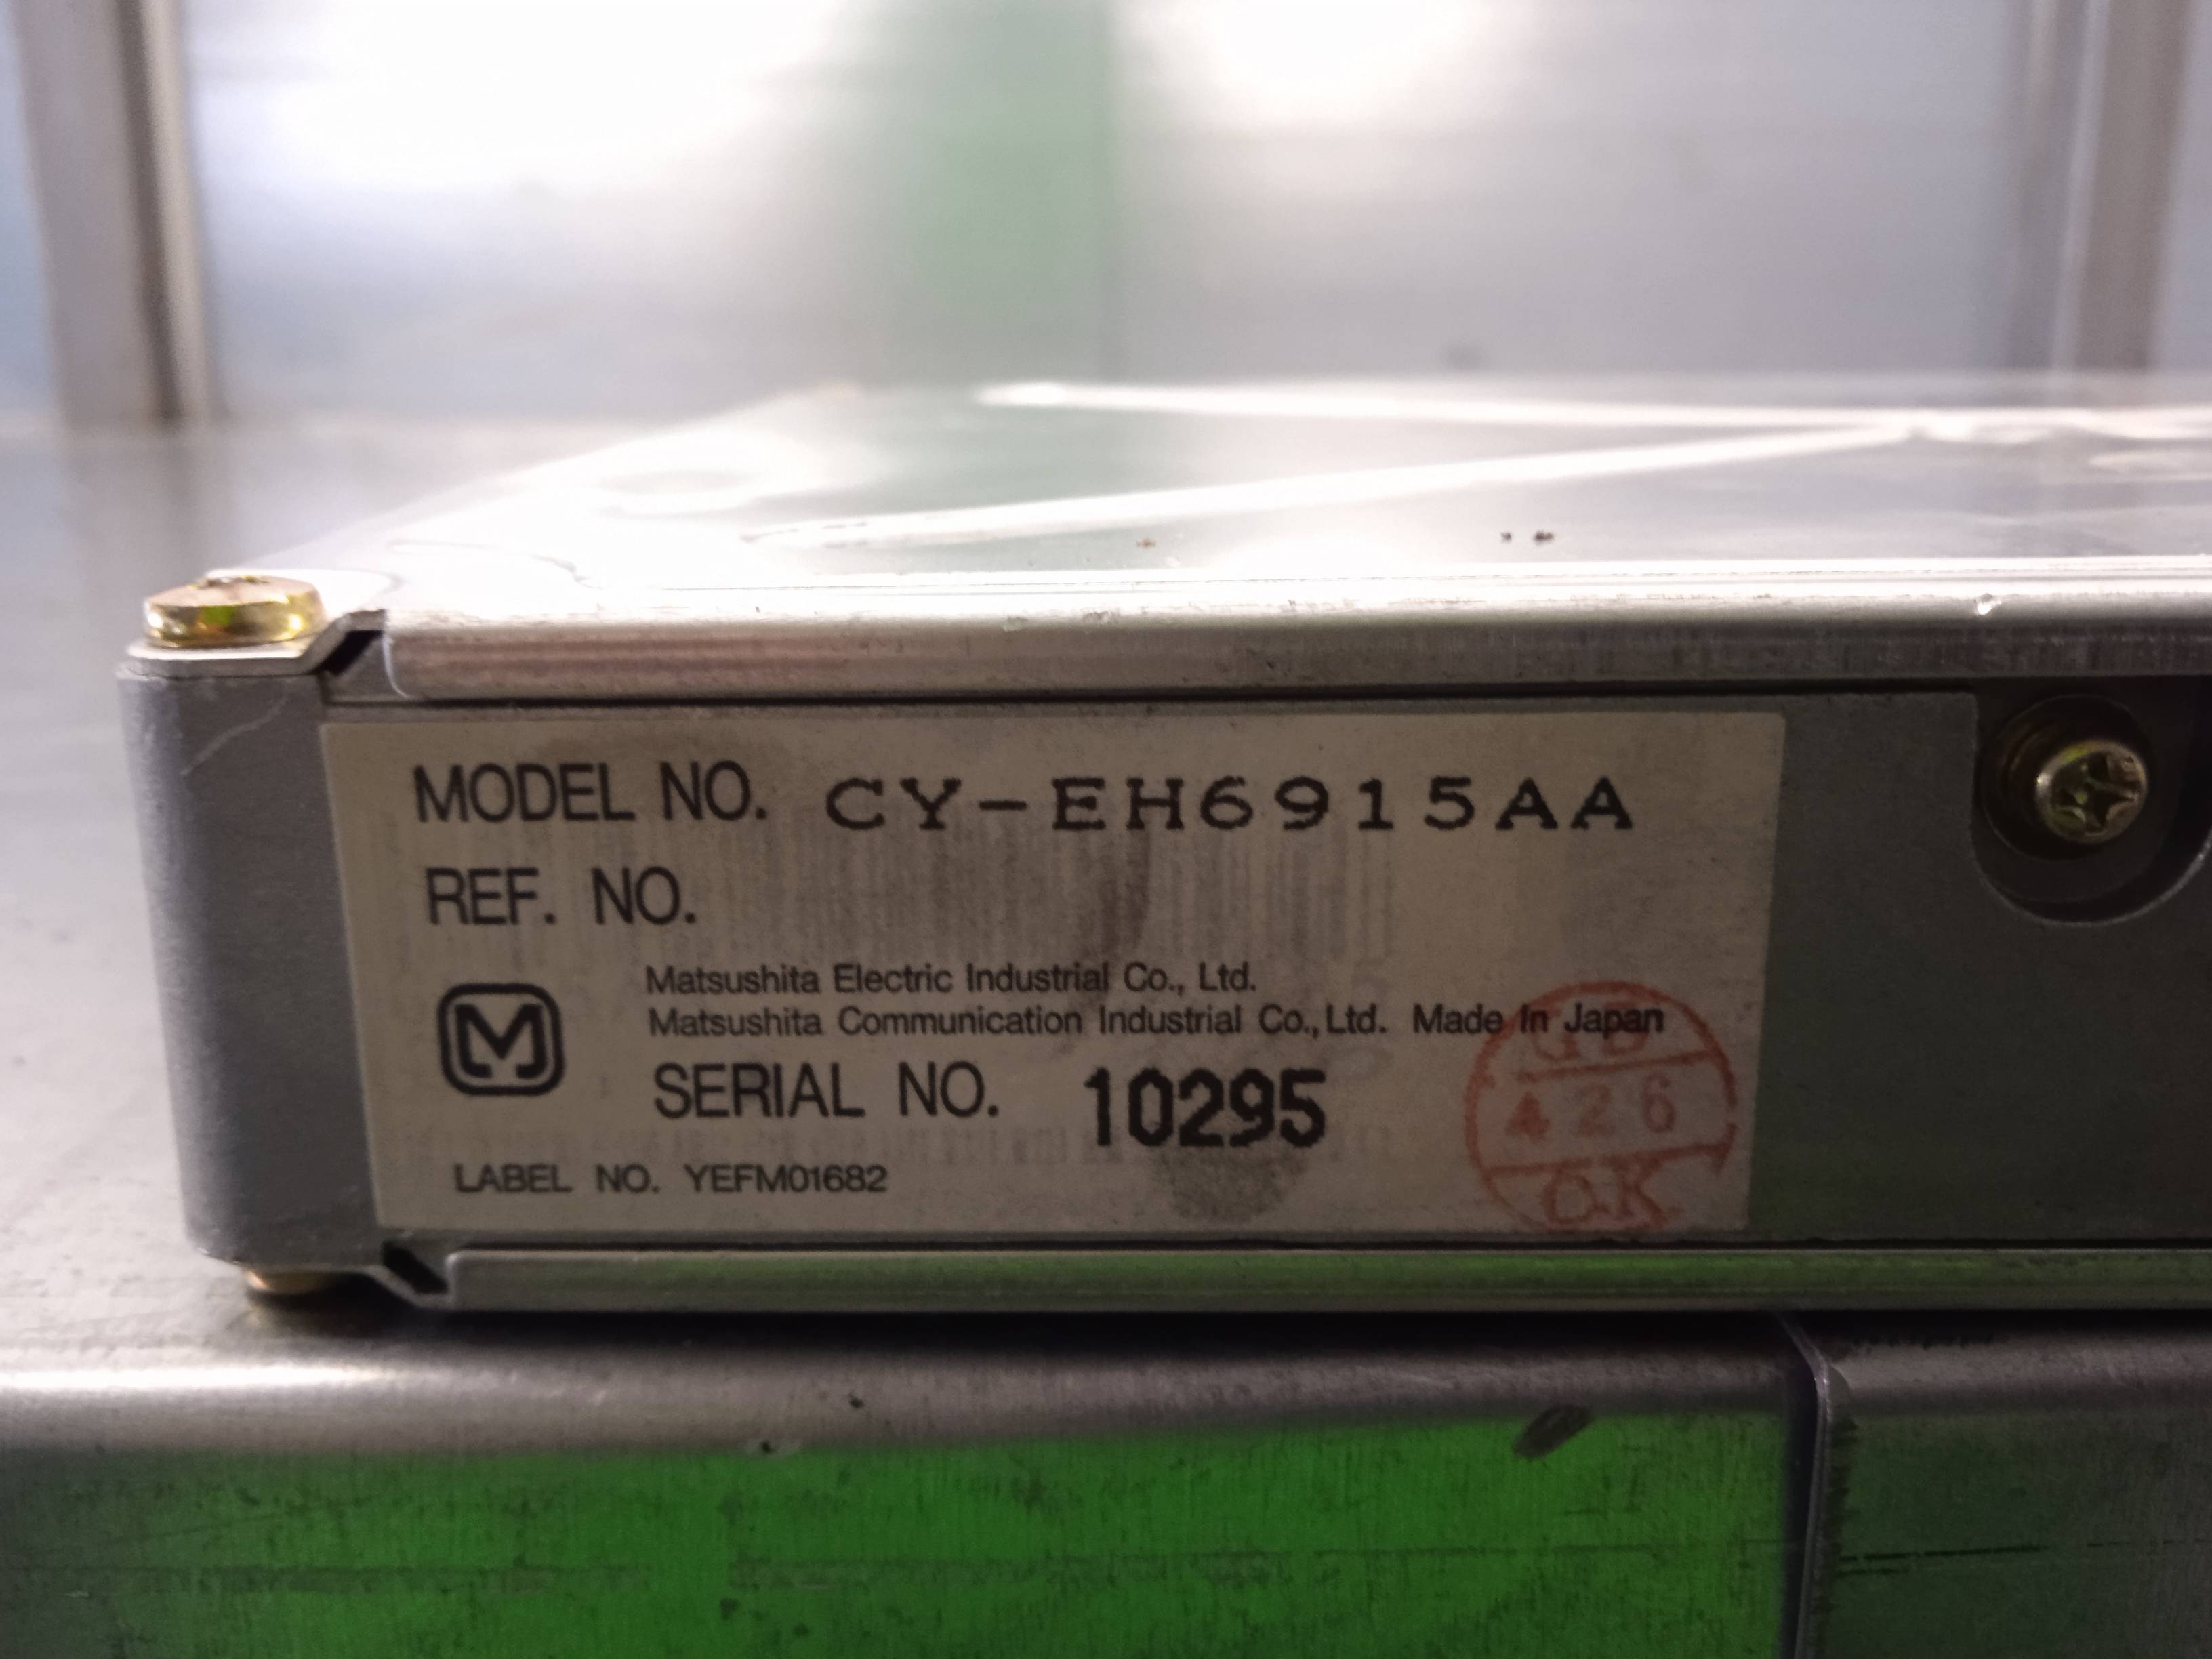 MODEL NO. CY-EH6915AA
REF. NO.
Matsushita Electric Industrial Co., Ltd.
Matsushita Communication Industrial Co., Ltd. Made In Japan
M
SERIAL NO. 10295
426
O.K
LABEL NO. YEFM01682